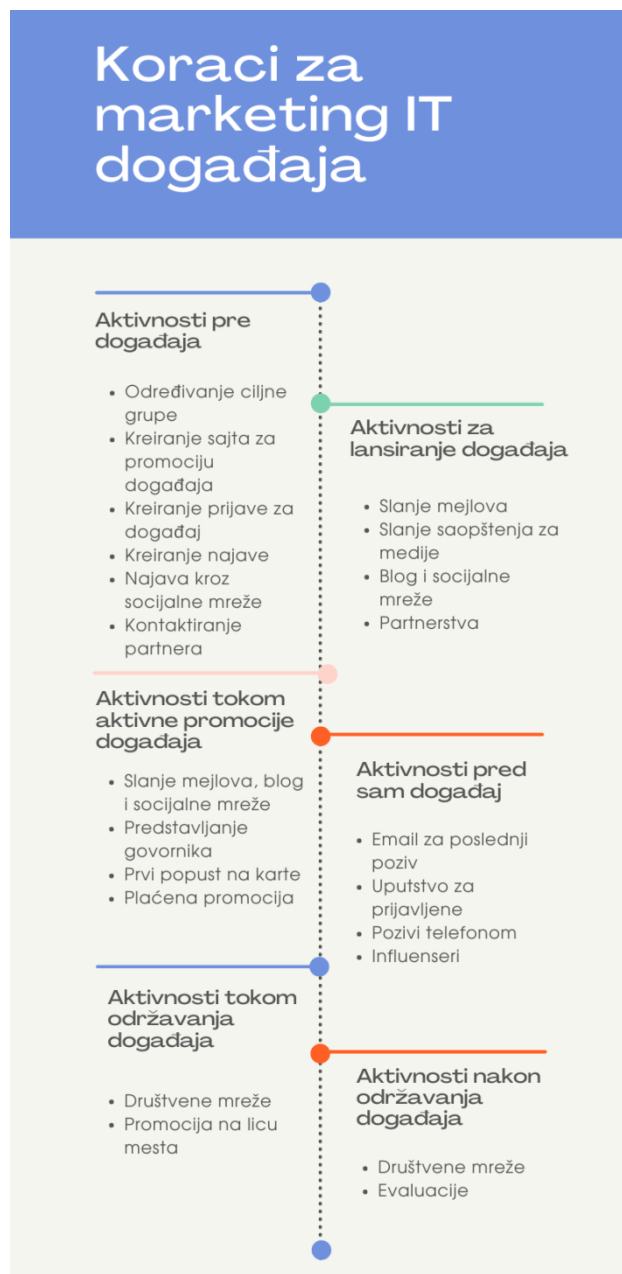 Koraci za
marketing IT
događaja
Aktivnosti pre
događaja
• Određivanje ciljne
grupe
• Kreiranje sajta za
promociju
događaja
• Kreiranje prijave za
događaj
• Kreiranje najave
• Najava kroz
socijalne mreže
• Kontaktiranje
partnera
Aktivnosti za
lansiranje događaja
• Slanje mejlova
• Slanje saopštenja za
medije
• Blog i socijalne
mreže
• Partnerstva
Aktivnosti tokom
aktivne promocije
događaja
• Slanje mejlova, blog
i socijalne mreže
• Predstavljanje
govornika
• Prvi popust na karte
• Plaćena promocija
Aktivnosti pred
sam događaj
• Email za poslednji
poziv
• Uputstvo za
prijavljene
• Pozivi telefonom
• Influenseri
Aktivnosti tokom
održavanja
događaja
• Društvene mreže
• Promocija na licu
mesta
Aktivnosti nakon
održavanja
događaja
• Društvene mreže
• Evaluacije